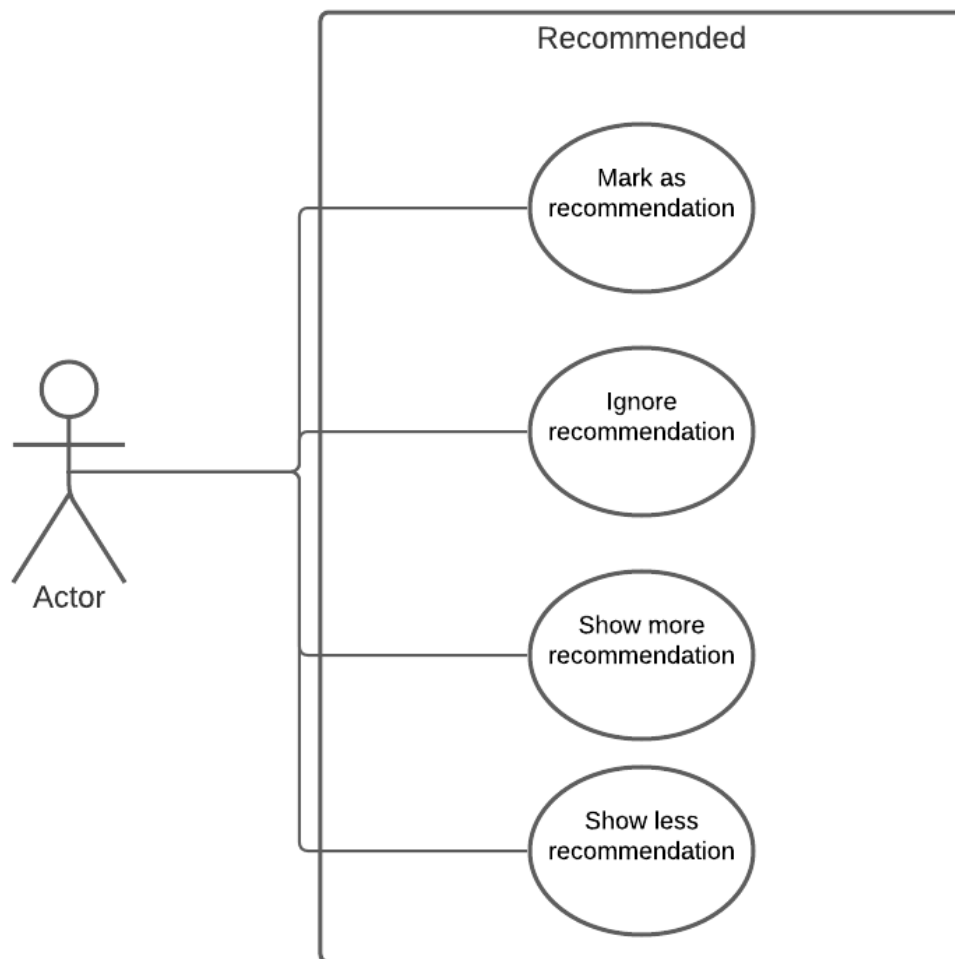 Recommended
Mark as
recommendation
Ignore
recommendation
Actor
Show more
recommendation
Show less
recommendation